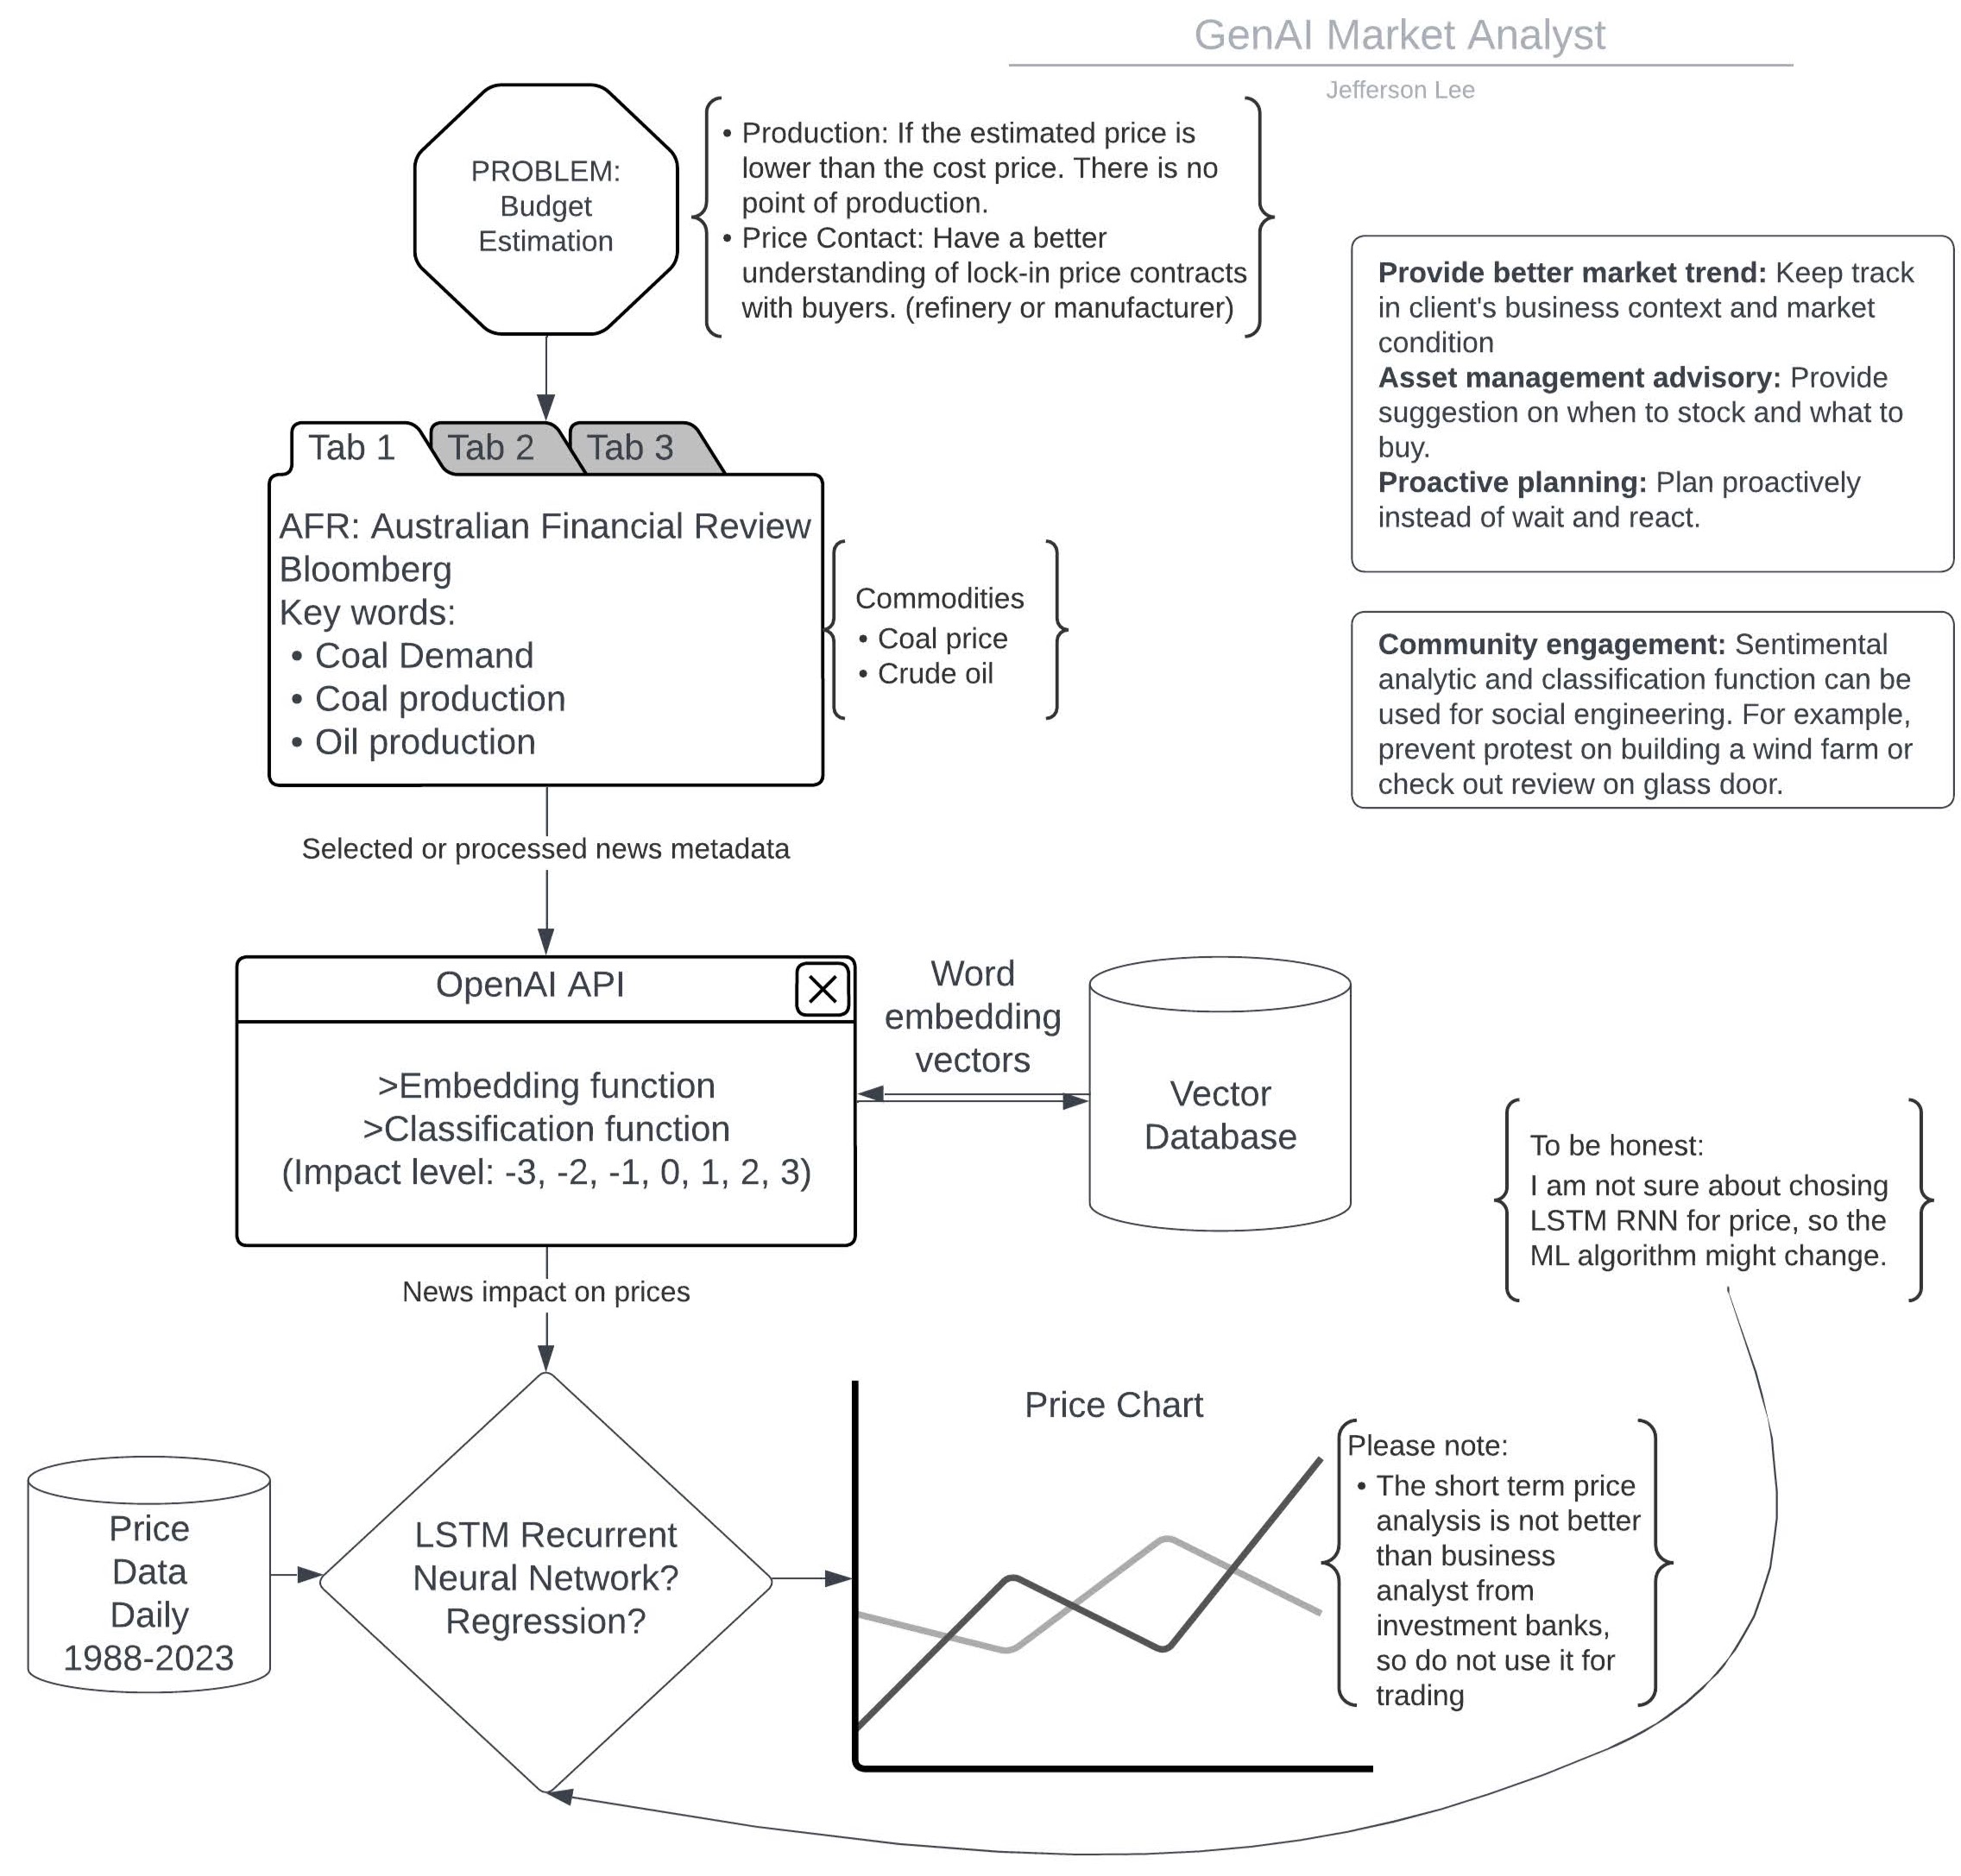 GenAI Market Analyst
Jefferson Lee
PROBLEM:
Budget
Estimation
• Production: If the estimated price is
lower than the cost price. There is no
point of production.
• Price Contact: Have a better
understanding of lock-in price contracts
with buyers. (refinery or manufacturer)
Provide better market trend: Keep track
in client's business context and market
condition
Asset management advisory: Provide
suggestion on when to stock and what to
buy.
Proactive planning: Plan proactively
instead of wait and react.
Tab 1
Tab 2
Tab 3
AFR: Australian Financial Review
Bloomberg
Key words:
• Coal Demand
• Coal production
• Oil production
Commodities
• Coal price
• Crude oil
Community engagement: Sentimental
analytic and classification function can be
used for social engineering. For example,
prevent protest on building a wind farm or
check out review on glass door.
Selected or processed news metadata
OpenAI API
>Embedding function
>Classification function
(Impact level: -3, -2, -1, 0, 1, 2, 3)
Word
embedding
vectors
Vector
Database
To be honest:
I am not sure about chosing
LSTM RNN for price, so the
ML algorithm might change.
News impact on prices
Price
Data
Daily
1988-2023
LSTM Recurrent
Neural Network?
Regression?
Price Chart
Please note:
• The short term price
analysis is not better
than business
analyst from
investment banks,
so do not use it for
trading